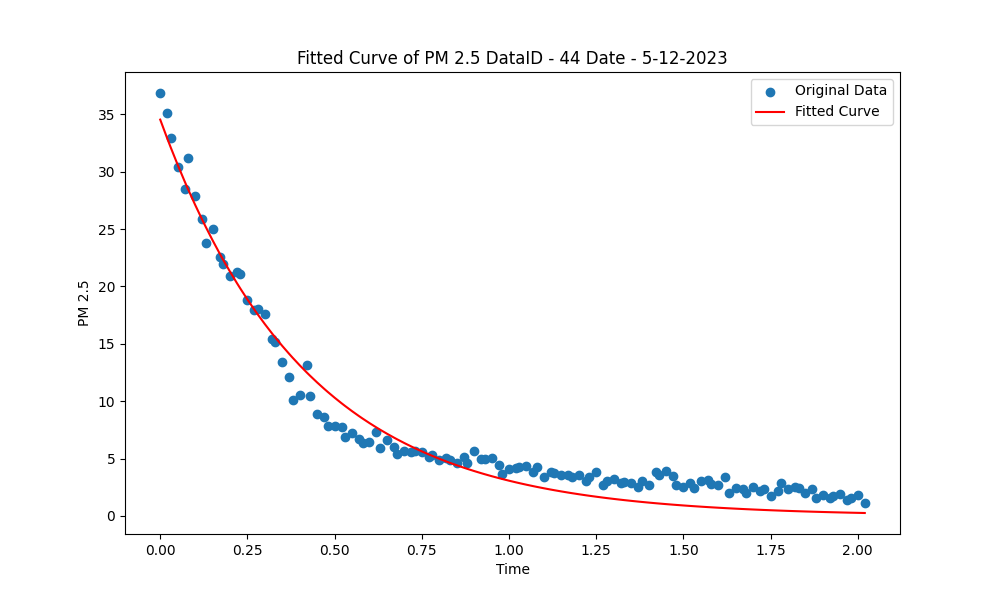 Fitted Curve of PM 2.5 DataID - 44 Date - 5-12-2023
Original Data
Fitted Curve
PM 2.5
35
30
25
20
15
10
5
0
0.00 0.25 0.50 0.75 1.00 1.25 1.50 1.75 2.00
Time